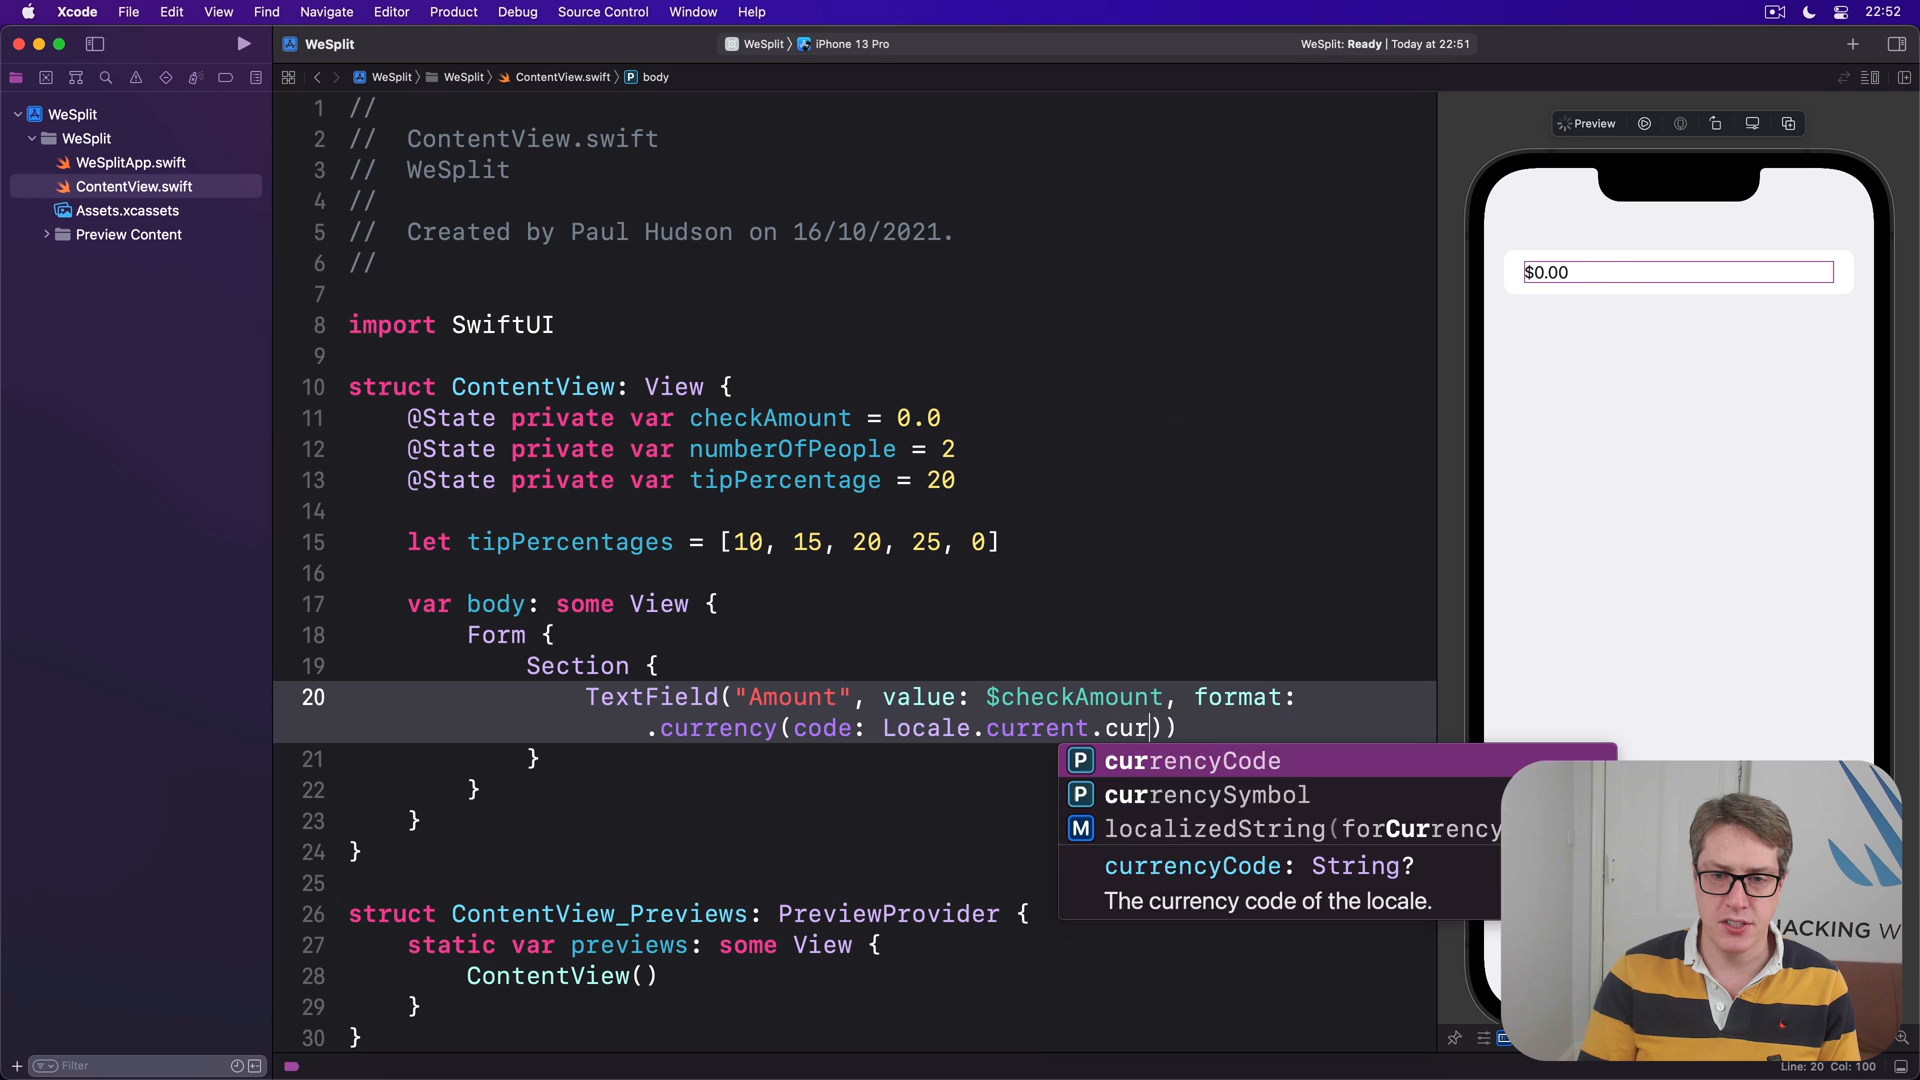 Xcode File Edit View Find Navigate Editor Product Debug Source Control Window Help 22:52
WeSplit WeSplit iPhone 13 Pro WeSplit: Ready | Today at 22:51
WeSplit WeSplit ContentView.swift P body
WeSplit
WeSplit
WeSplitApp.swift
ContentView.swift
Assets.xcassets
Preview Content
1 //
2 // ContentView.swift
3 // WeSplit
4 //
5 // Created by Paul Hudson on 16/10/2021.
6 //
7
8 import SwiftUI
9
10 struct ContentView: View {
11 @State private var checkAmount = 0.0
12 @State private var numberOfPeople = 2
13 @State private var tipPercentage = 20
14
15 let tipPercentages = [10, 15, 20, 25, 0]
16
17 var body: some View {
18 Form {
19 Section {
20 TextField("Amount", value: $checkAmount, format:
.currency(code: Locale.current.cur))
21 }
22 }
23 }
24 }
25
26 struct ContentView_Previews: PreviewProvider {
27 static var previews: some View {
28 ContentView()
29 }
30 }
P currencyCode
P currencySymbol
M localizedString(forCurrency
currencyCode: String?
The currency code of the locale.
Preview
$0.00
HACKING W
Filter
Line: 20 Col: 100